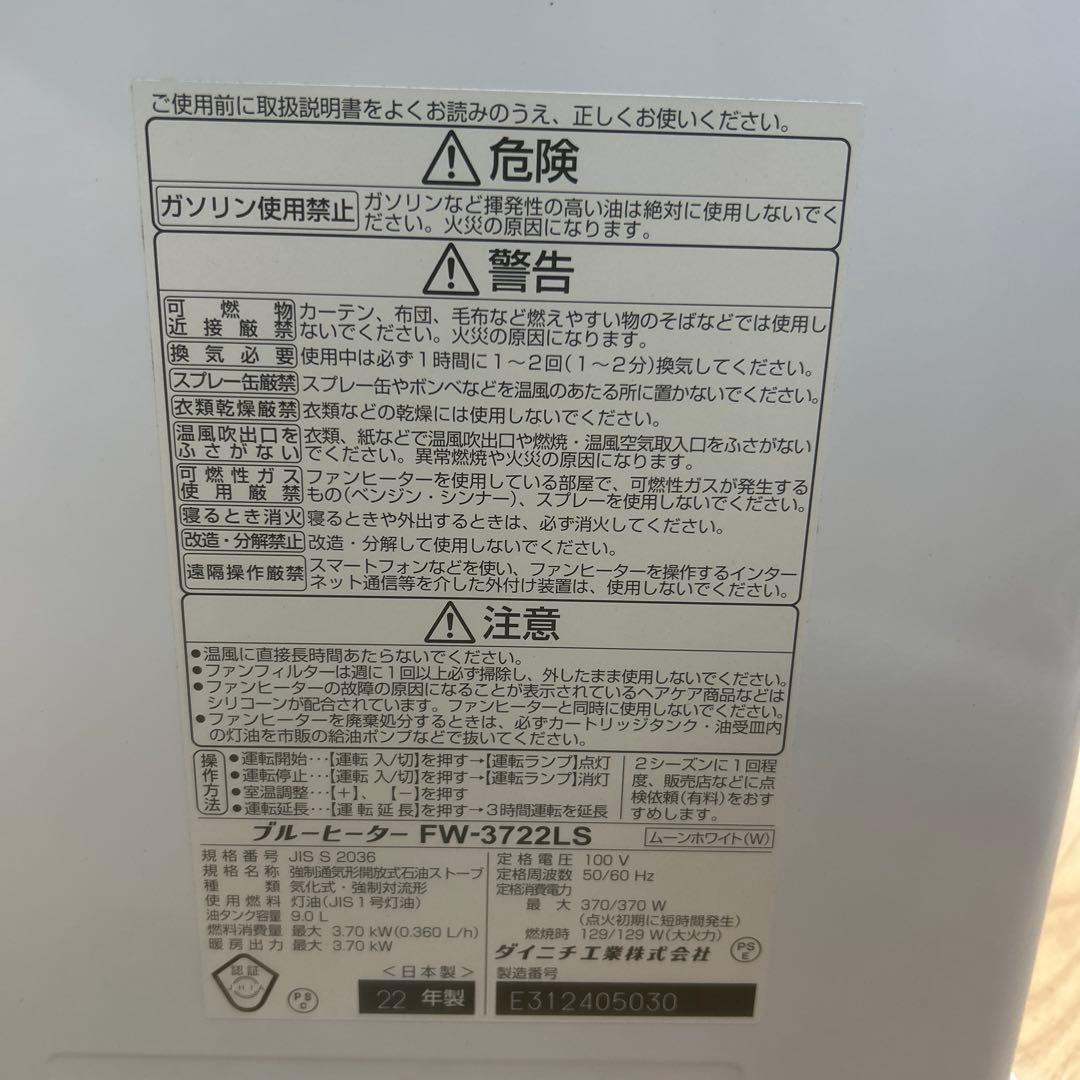 ご使用前に取扱説明書をよくお読みのうえ、正しくお使いください。
危険
ガソリン使用禁止 ガソリンなど揮発性の高い油は絶対に使用しないでく
ださい。火災の原因になります。
警告
可燃物
近接厳禁
カーテン、布団、毛布など燃えやすい物のそばなどでは使用し
ないでください。火災の原因になります。
換気必要 使用中は必ず1時間に1～2回(1～2分)換気してください。
スプレー缶厳禁 スプレー缶やボンベなどを温風のあたる所に置かないでください。
衣類乾燥厳禁 衣類などの乾燥には使用しないでください。
温風吹出口を
ふさがない
衣類、紙などで温風吹出口や燃焼・温風空気取入口をふさがない
でください。異常燃焼や火災の原因になります。
可燃性ガス
使用厳禁
ファンヒーターを使用している部屋で、可燃性ガスが発生する
もの(ベンジン・シンナー)、スプレーを使用しないでください。
寝るとき消火 寝るときや外出するときは、必ず消火してください。
改造・分解禁止 改造・分解して使用しないでください。
遠隔操作厳禁 スマートフォンなどを使い、ファンヒーターを操作するインター
ネット通信等を介した外付け装置は、使用しないでください。
注意
●温風に直接長時間あたらないでください。
●ファンフィルターは週に1回以上必ず掃除し、外したまま使用しないでください。
●ファンヒーターの故障の原因になることが表示されているヘアケア商品などは
シリコーンが配合されています。ファンヒーターと同時に使用しないでください。
●ファンヒーターを廃棄処分するときは、必ずカートリッジタンク・油受皿内
の灯油を市販の給油ポンプなどで抜いてください。
操作方法
●運転開始…【運転 入/切】を押す→【運転ランプ】点灯
●運転停止…【運転 入/切】を押す→【運転ランプ】消灯
●室温調整…【+】、【−】を押す
●運転延長…【運転延長】を押す→3時間運転を延長
2シーズンに1回程
度、販売店などに点
検依頼(有料)をおす
すめします。
ブルーヒーター FW-3722LS ムーンホワイト(W)
規格番号 JIS S 2036
規格名称 強制通気形開放式石油ストーブ
種類 気化式・強制対流形
使用燃料 灯油(JIS1号灯油)
油タンク容量 9.0 L
燃料消費量 最大 3.70 kW(0.360 L/h)
暖房出力 最大 3.70 kW
定格電圧 100 V
定格周波数 50/60 Hz
定格消費電力
最大 370/370 W
(点火初期に短時間発生)
燃焼時 129/129 W(大火力)
ダイニチ工業株式会社
PS
E
認証
JHIA
PS
C
<日本製>
22 年製
製造番号
E312405030